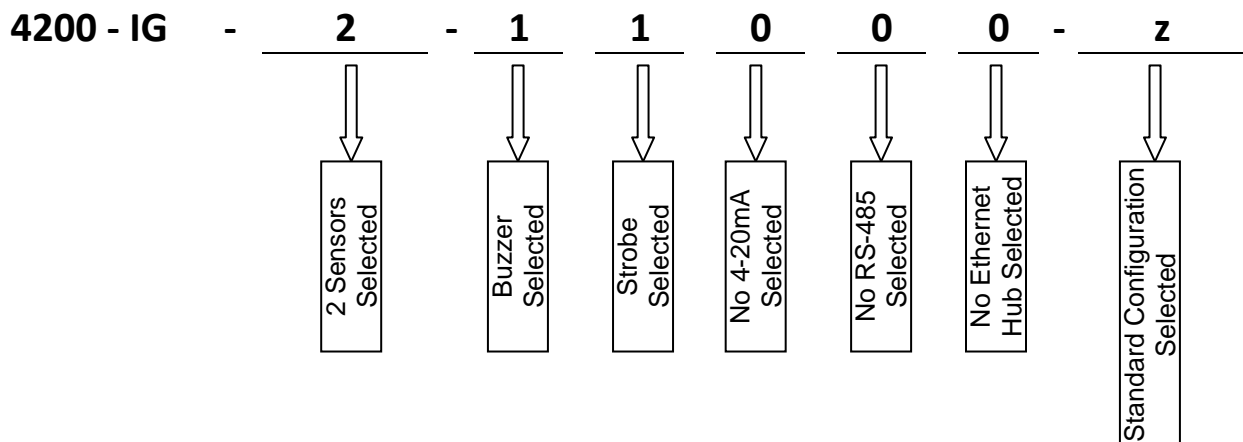 4200 - IG - 2 - 1 1 0 0 0 - z
2 Sensors
Selected
Buzzer
Selected
Strobe
Selected
No 4-20mA
Selected
No RS-485
Selected
No Ethernet
Hub Selected
Standard Configuration
Selected